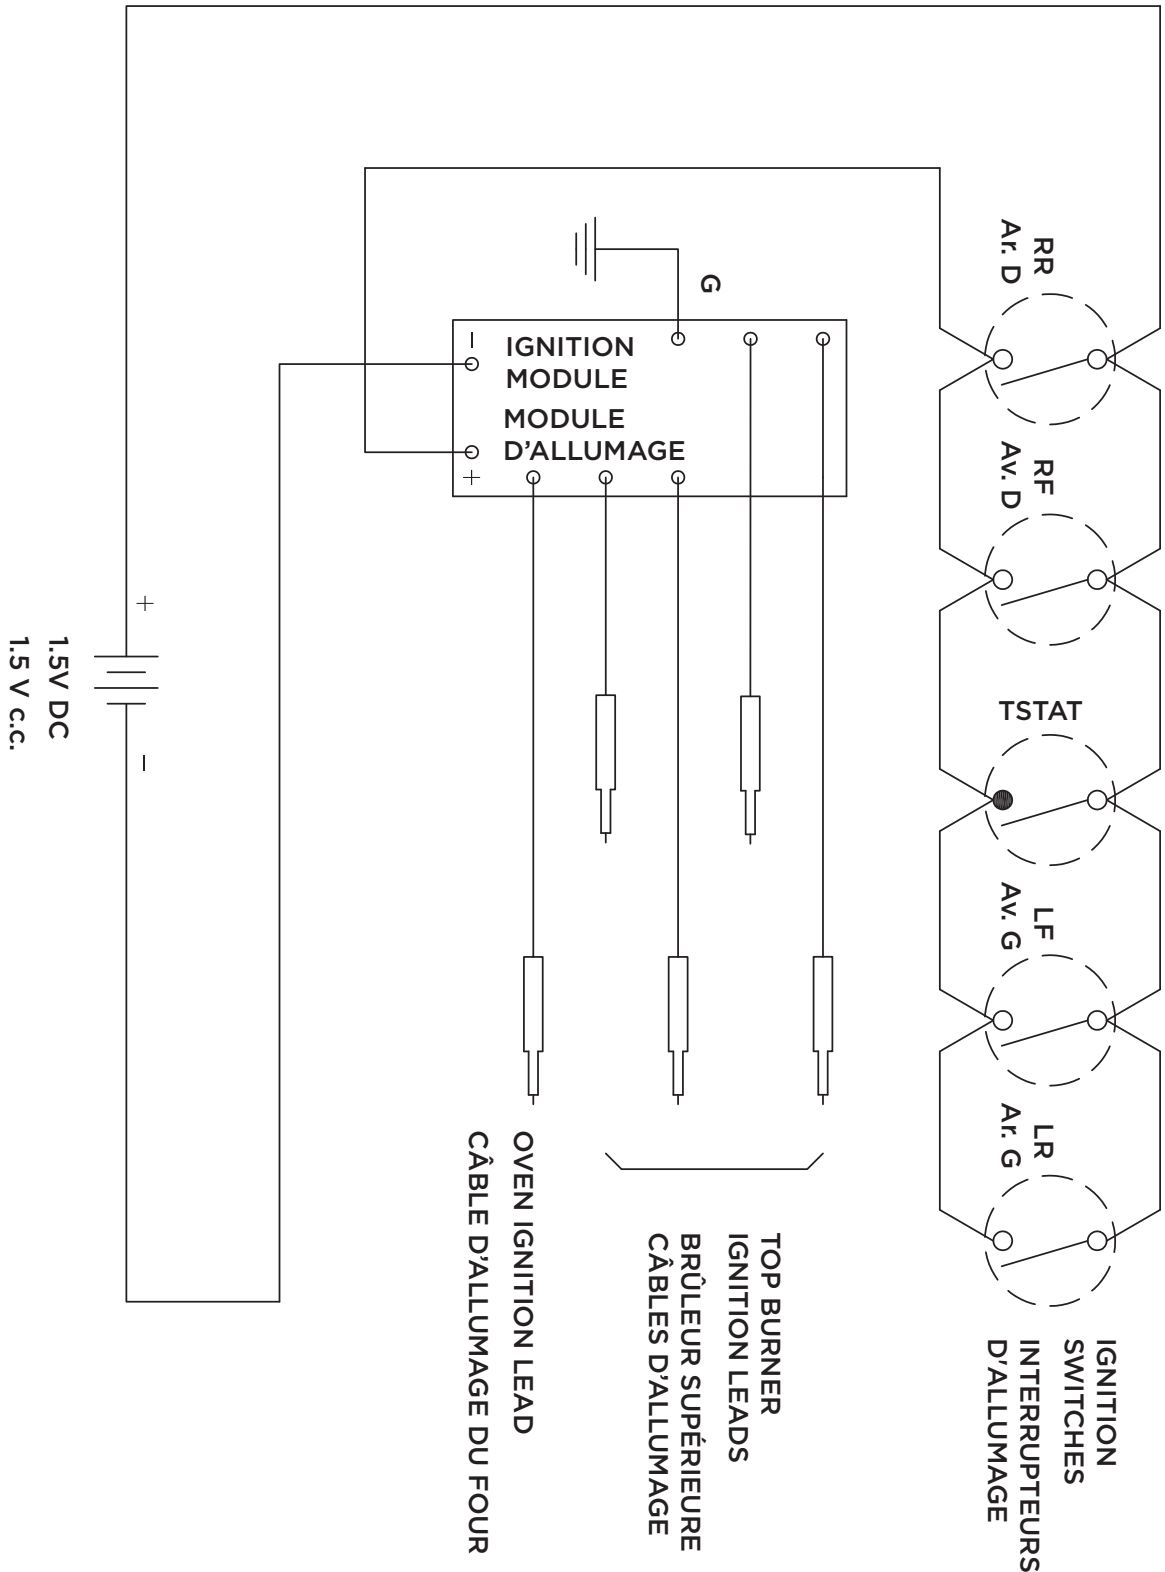 RR
Ar. D
RF
Av. D
TSTAT
LF
Av. G
LR
Ar. G
IGNITION
SWITCHES
INTERRUPTEURS
D'ALLUMAGE
G
−
IGNITION
MODULE
MODULE
D’ALLUMAGE
+
TOP BURNER
IGNITION LEADS
BRÛLEUR SUPÉRIEURE
CÂBLES D’ALLUMAGE
OVEN IGNITION LEAD
CÂBLE D’ALLUMAGE DU FOUR
+
−
1.5V DC
1.5 V c.c.